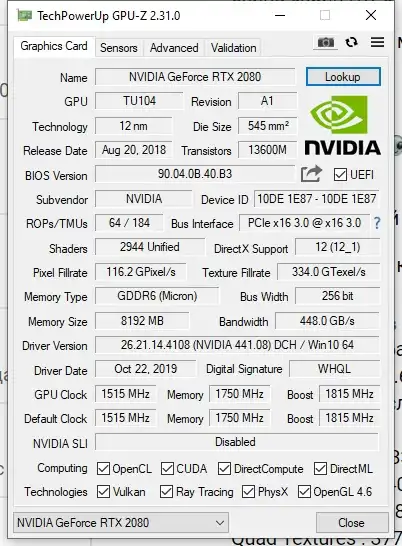 TechPowerUp GPU-Z 2.31.0
Graphics Card Sensors Advanced Validation
Name NVIDIA GeForce RTX 2080 Lookup
GPU TU104 Revision A1
Technology 12 nm Die Size 545 mm²
Release Date Aug 20, 2018 Transistors 13600M
NVIDIA
BIOS Version 90.04.0B.40.B3 UEFI
Subvendor NVIDIA Device ID 10DE 1E87 - 10DE 1E87
ROPs/TMUs 64 / 184 Bus Interface PCIe x16 3.0 @ x16 3.0 ?
Shaders 2944 Unified DirectX Support 12 (12_1)
Pixel Fillrate 116.2 GPixel/s Texture Fillrate 334.0 GTexel/s
Memory Type GDDR6 (Micron) Bus Width 256 bit
Memory Size 8192 MB Bandwidth 448.0 GB/s
Driver Version 26.21.14.4108 (NVIDIA 441.08) DCH / Win10 64
Driver Date Oct 22, 2019 Digital Signature WHQL
GPU Clock 1515 MHz Memory 1750 MHz Boost 1815 MHz
Default Clock 1515 MHz Memory 1750 MHz Boost 1815 MHz
NVIDIA SLI Disabled
Computing OpenCL CUDA DirectCompute DirectML
Technologies Vulkan Ray Tracing PhysX OpenGL 4.6
NVIDIA GeForce RTX 2080 Close